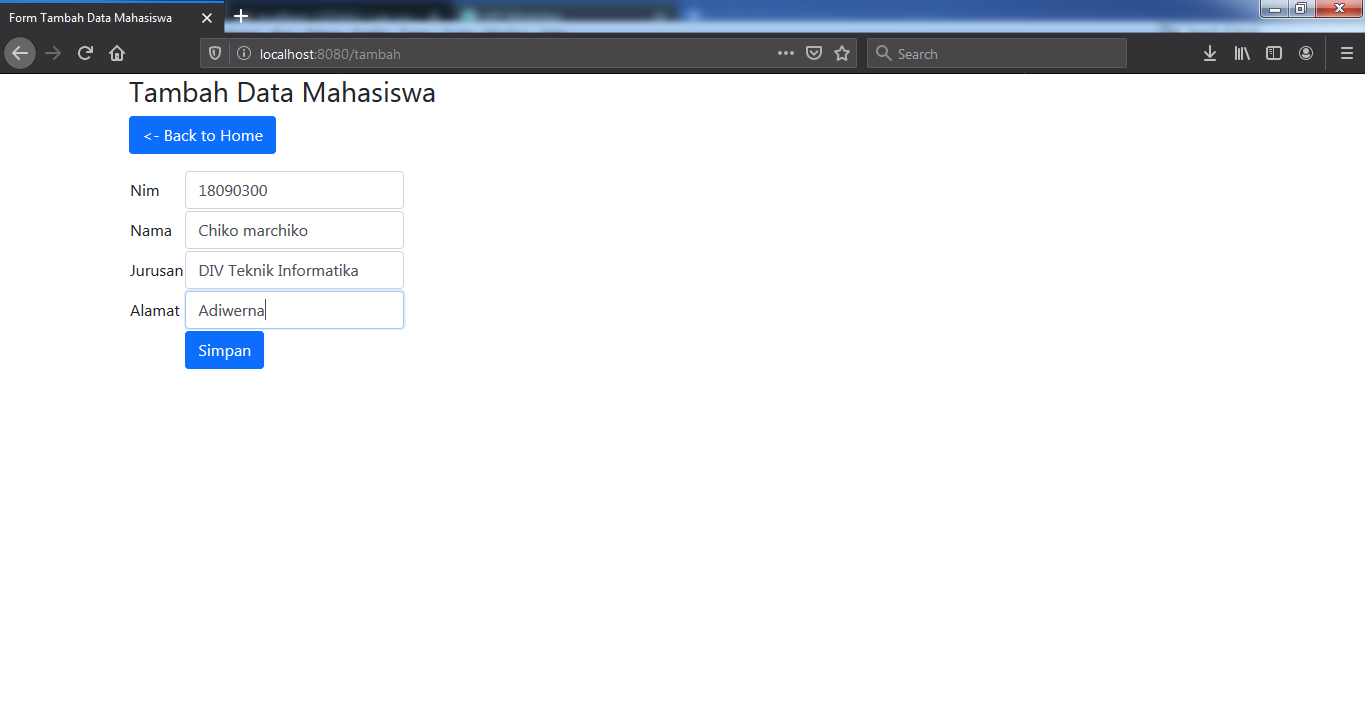 Form Tambah Data Mahasiswa
localhost:8080/tambah
Search
Tambah Data Mahasiswa
<- Back to Home
Nim 18090300
Nama Chiko marchiko
Jurusan DIV Teknik Informatika
Alamat Adiwerna
Simpan